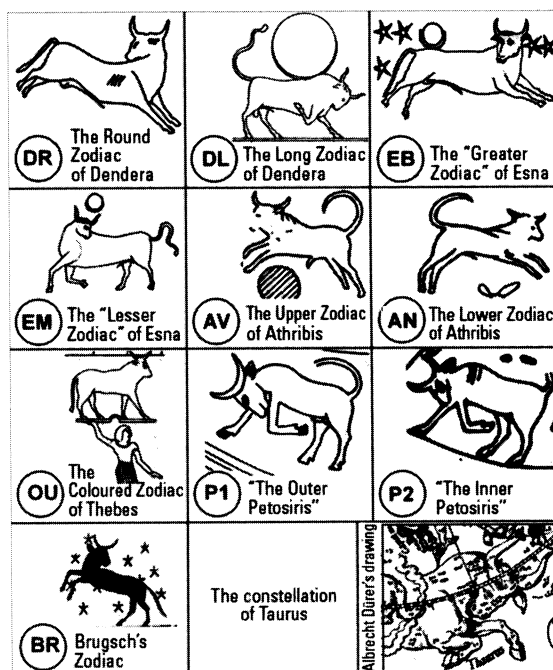 DR
The Round
Zodiac
of Dendera
DL
The Long Zodiac
of Dendera
EB
The "Greater
Zodiac" of Esna
EM
The "Lesser
Zodiac" of Esna
AV
The Upper Zodiac
of Athribis
AN
The Lower Zodiac
of Athribis
OU
The
Coloured Zodiac
of Thebes
P1
"The Outer
Petosiris"
P2
"The Inner
Petosiris"
BR
Brugsch's
Zodiac
The constellation
of Taurus
Albrecht Dürer's drawing
Taurus